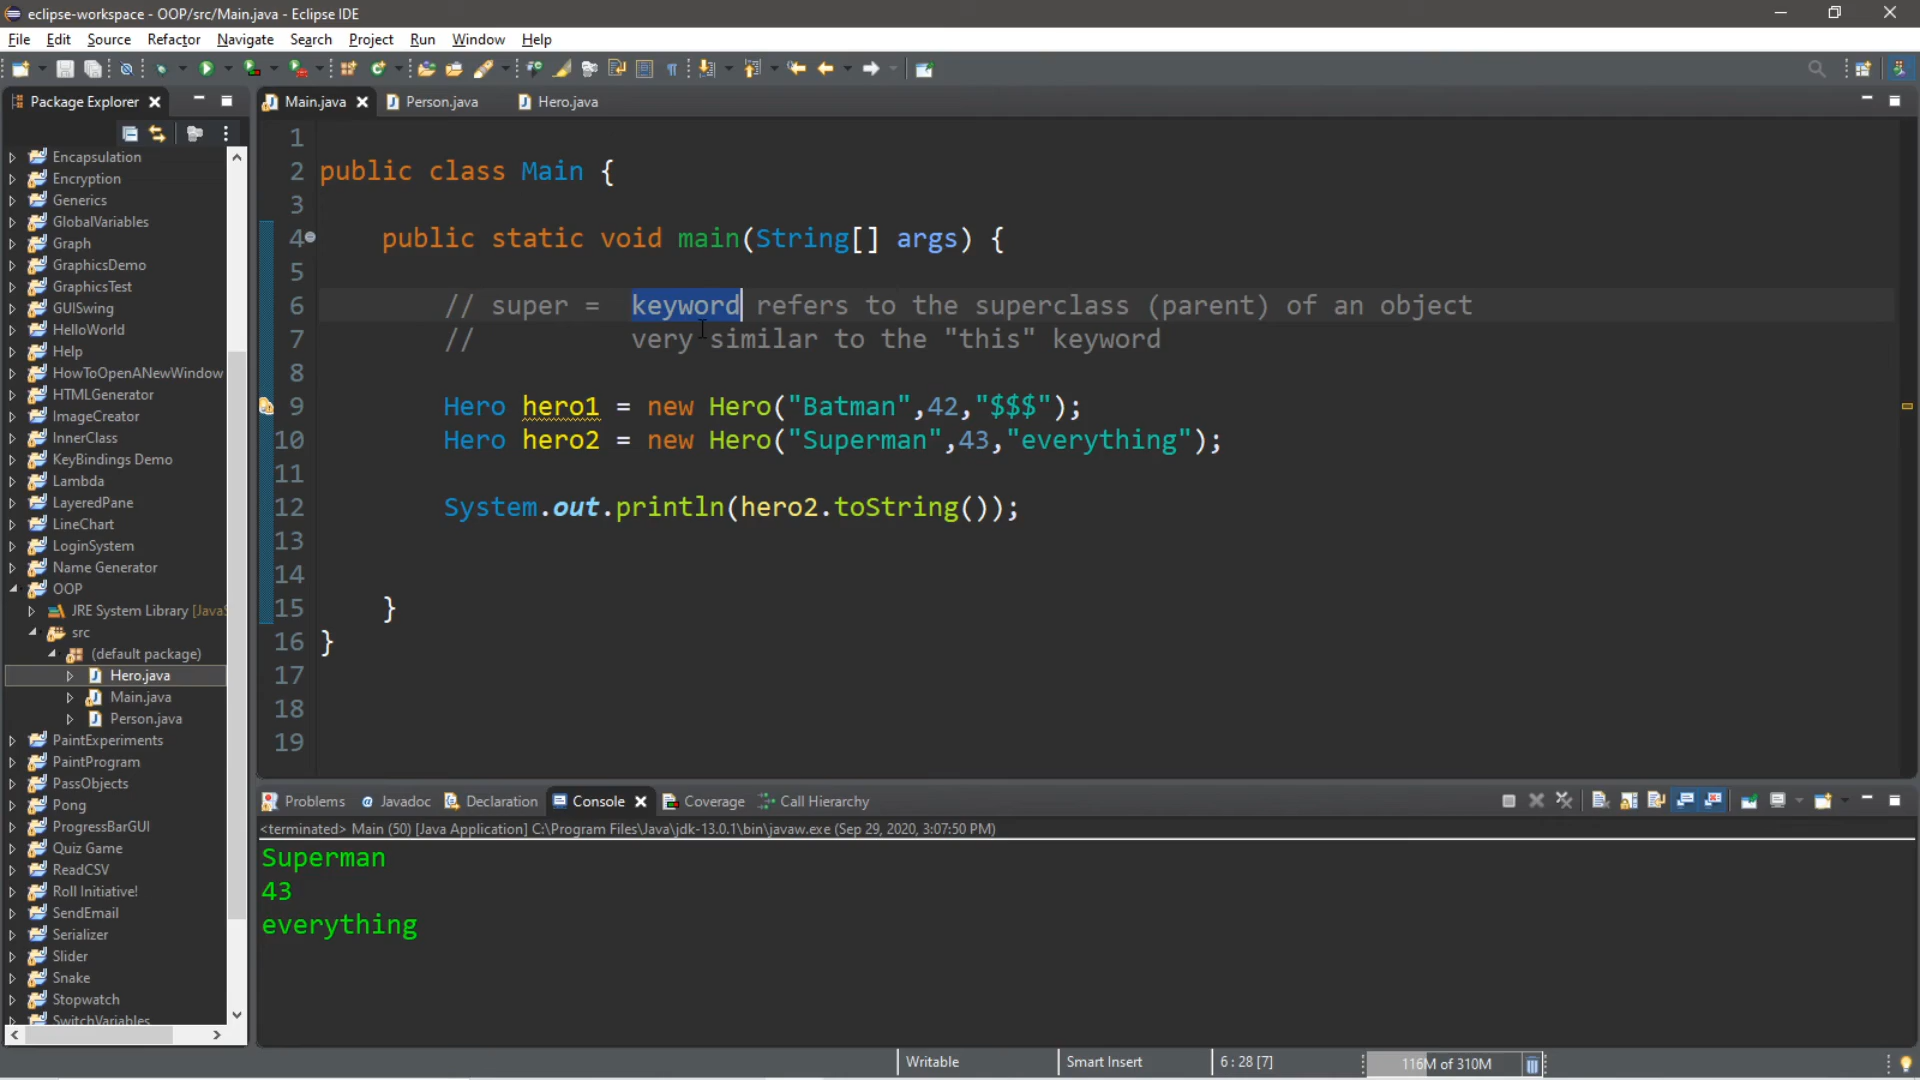 eclipse-workspace - OOP/src/Main.java - Eclipse IDE
File Edit Source Refactor Navigate Search Project Run Window Help
Package Explorer
Main.java Person.java Hero.java
Encapsulation
Encryption
Generics
GlobalVariables
Graph
GraphicsDemo
GraphicsTest
GUISwing
HelloWorld
Help
HowToOpenANewWindow
HTMLGenerator
ImageCreator
InnerClass
KeyBindings Demo
Lambda
LayeredPane
LineChart
LoginSystem
Name Generator
OOP
JRE System Library [JavaS
src
(default package)
Hero.java
Main.java
Person.java
PaintExperiments
PaintProgram
PassObjects
Pong
ProgressBarGUI
Quiz Game
ReadCSV
Roll Initiative!
SendEmail
Serializer
Slider
Snake
Stopwatch
SwitchVariables
1
2 public class Main {
3
4 public static void main(String[] args) {
5
6 // super = keyword refers to the superclass (parent) of an object
7 // very similar to the "this" keyword
8
9 Hero hero1 = new Hero("Batman",42,"$$$");
10 Hero hero2 = new Hero("Superman",43,"everything");
11
12 System.out.println(hero2.toString());
13
14
15 }
16 }
17
18
19
Problems Javadoc Declaration Console Coverage Call Hierarchy
<terminated> Main (50) [Java Application] C:\Program Files\Java\jdk-13.0.1\bin\javaw.exe (Sep 29, 2020, 3:07:50 PM)
Superman
43
everything
Writable Smart Insert 6 : 28 [7] 116M of 310M